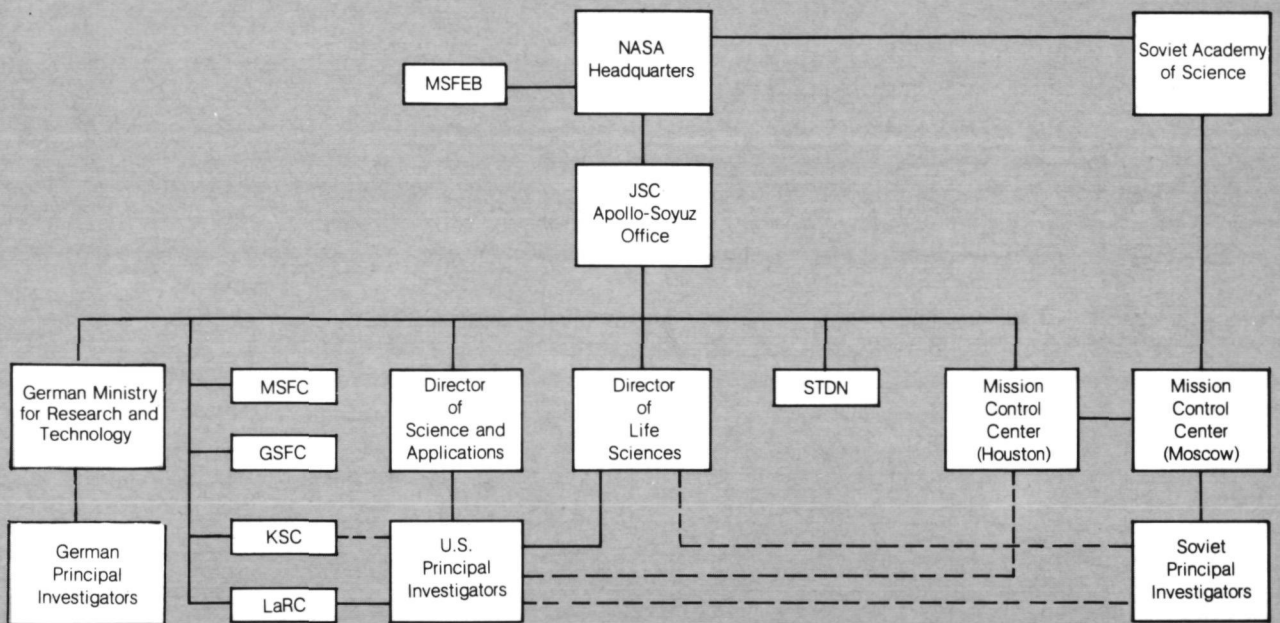 NASA
Headquarters
Soviet Academy
of Science
MSFEB
JSC
Apollo-Soyuz
Office
German Ministry
for Research and
Technology
MSFC
GSFC
KSC
LaRC
Director
of
Science and
Applications
Director
of
Life
Sciences
STDN
Mission
Control
Center
(Houston)
Mission
Control
Center
(Moscow)
German
Principal
Investigators
U.S.
Principal
Investigators
Soviet
Principal
Investigators